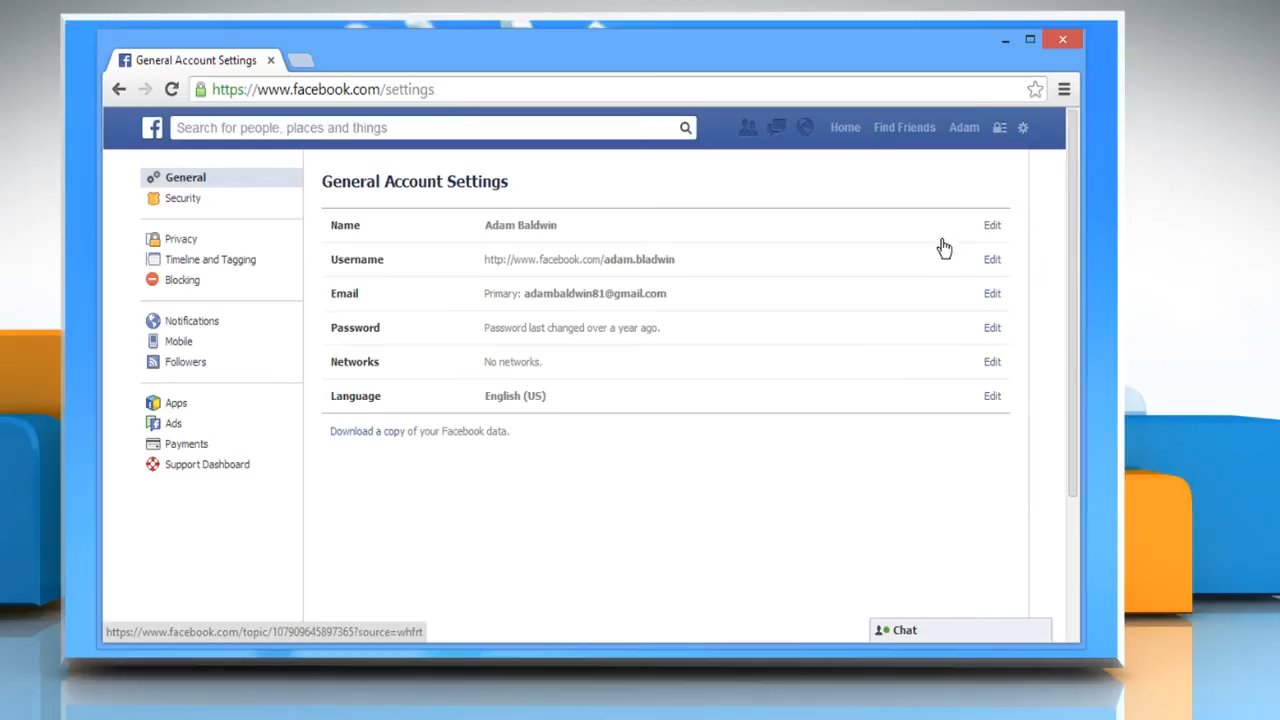 General Account Settings
https://www.facebook.com/settings
Search for people, places and things
Home
Find Friends
Adam
General
Security
Privacy
Timeline and Tagging
Blocking
Notifications
Mobile
Followers
Apps
Ads
Payments
Support Dashboard
General Account Settings
Name Adam Baldwin Edit
Username http://www.facebook.com/adam.bladwin Edit
Email Primary: adambaldwin81@gmail.com Edit
Password Password last changed over a year ago. Edit
Networks No networks. Edit
Language English (US) Edit
Download a copy of your Facebook data.
https://www.facebook.com/topic/107909645897365?source=whfrt
Chat